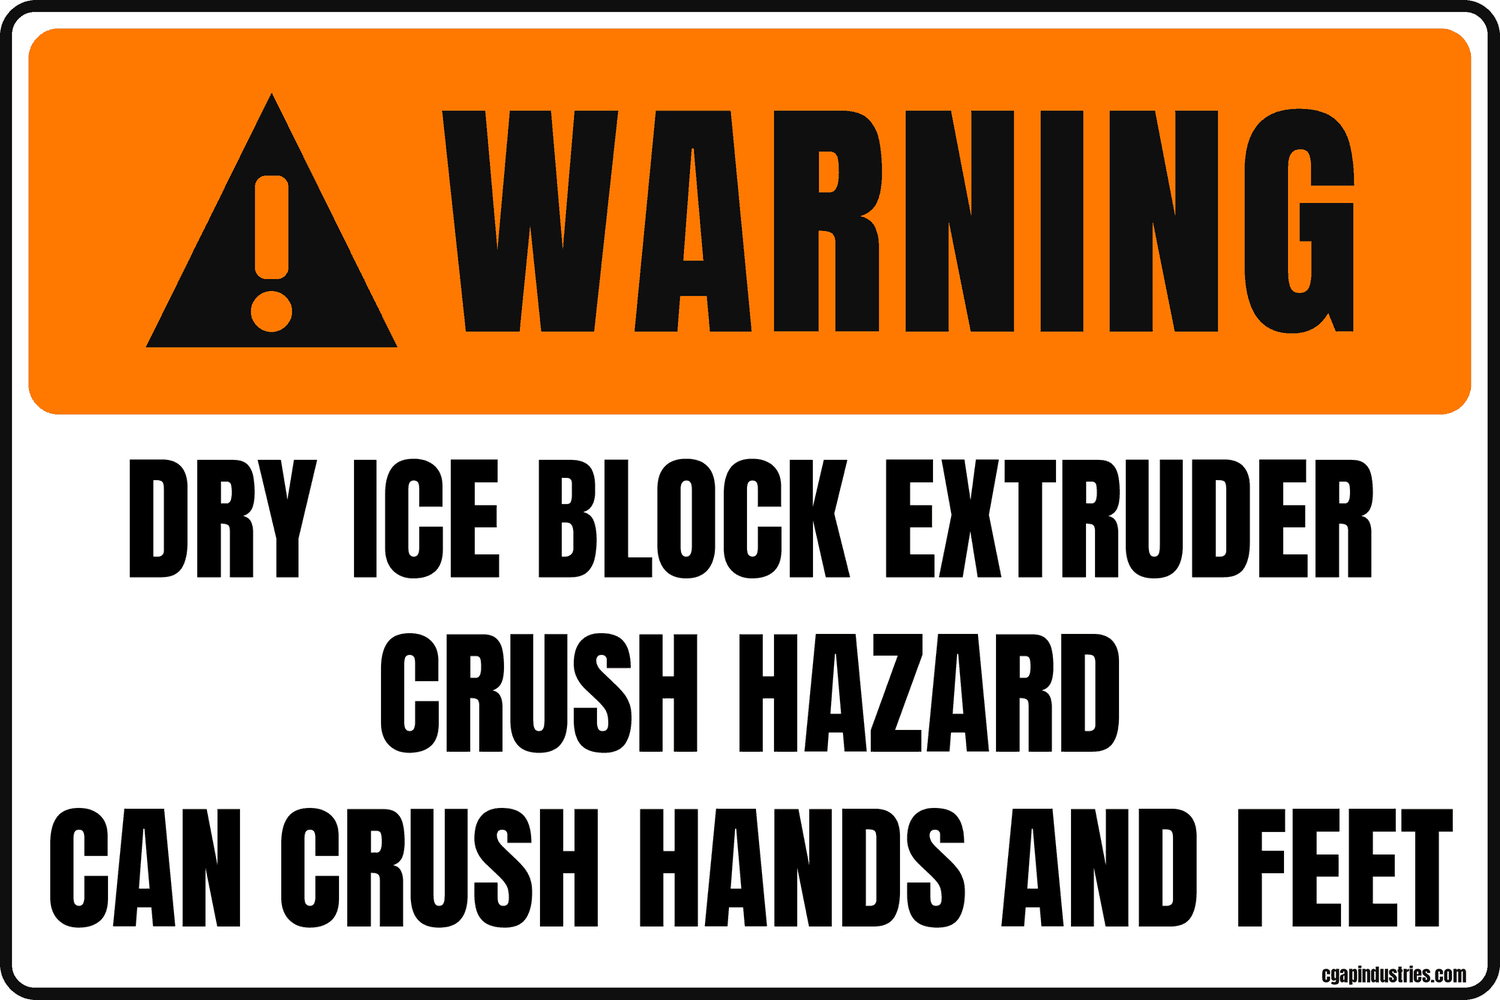 WARNING
DRY ICE BLOCK EXTRUDER
CRUSH HAZARD
CAN CRUSH HANDS AND FEET
cgapindustries.com